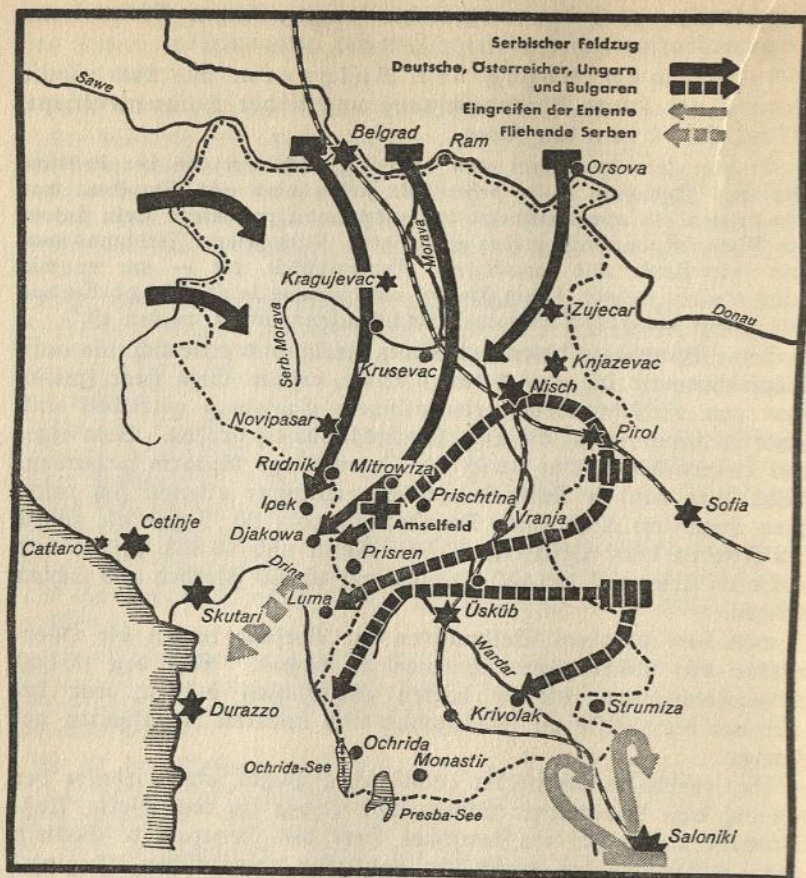 Serbischer Feldzug
Deutsche, Österreicher, Ungarn
und Bulgaren
Eingreifen der Entente
Fliehende Serben
Sawe
Belgrad
Ram
Orsova
Morava
Kragujevac
Zujecar
Donau
Serb. Morava
Krusevac
Knjazevac
Nisch
Novipasar
Pirol
Rudnik
Mitrowiza
Ipek
Prischtina
Sofia
Amselfeld
Vranja
Cetinje
Djakowa
Cattaro
Prisren
Drina
Luma
Skutari
Üsküb
Wardar
Durazzo
Krivolak
Strumiza
Ochrida
Monastir
Ochrida-See
Presba-See
Saloniki